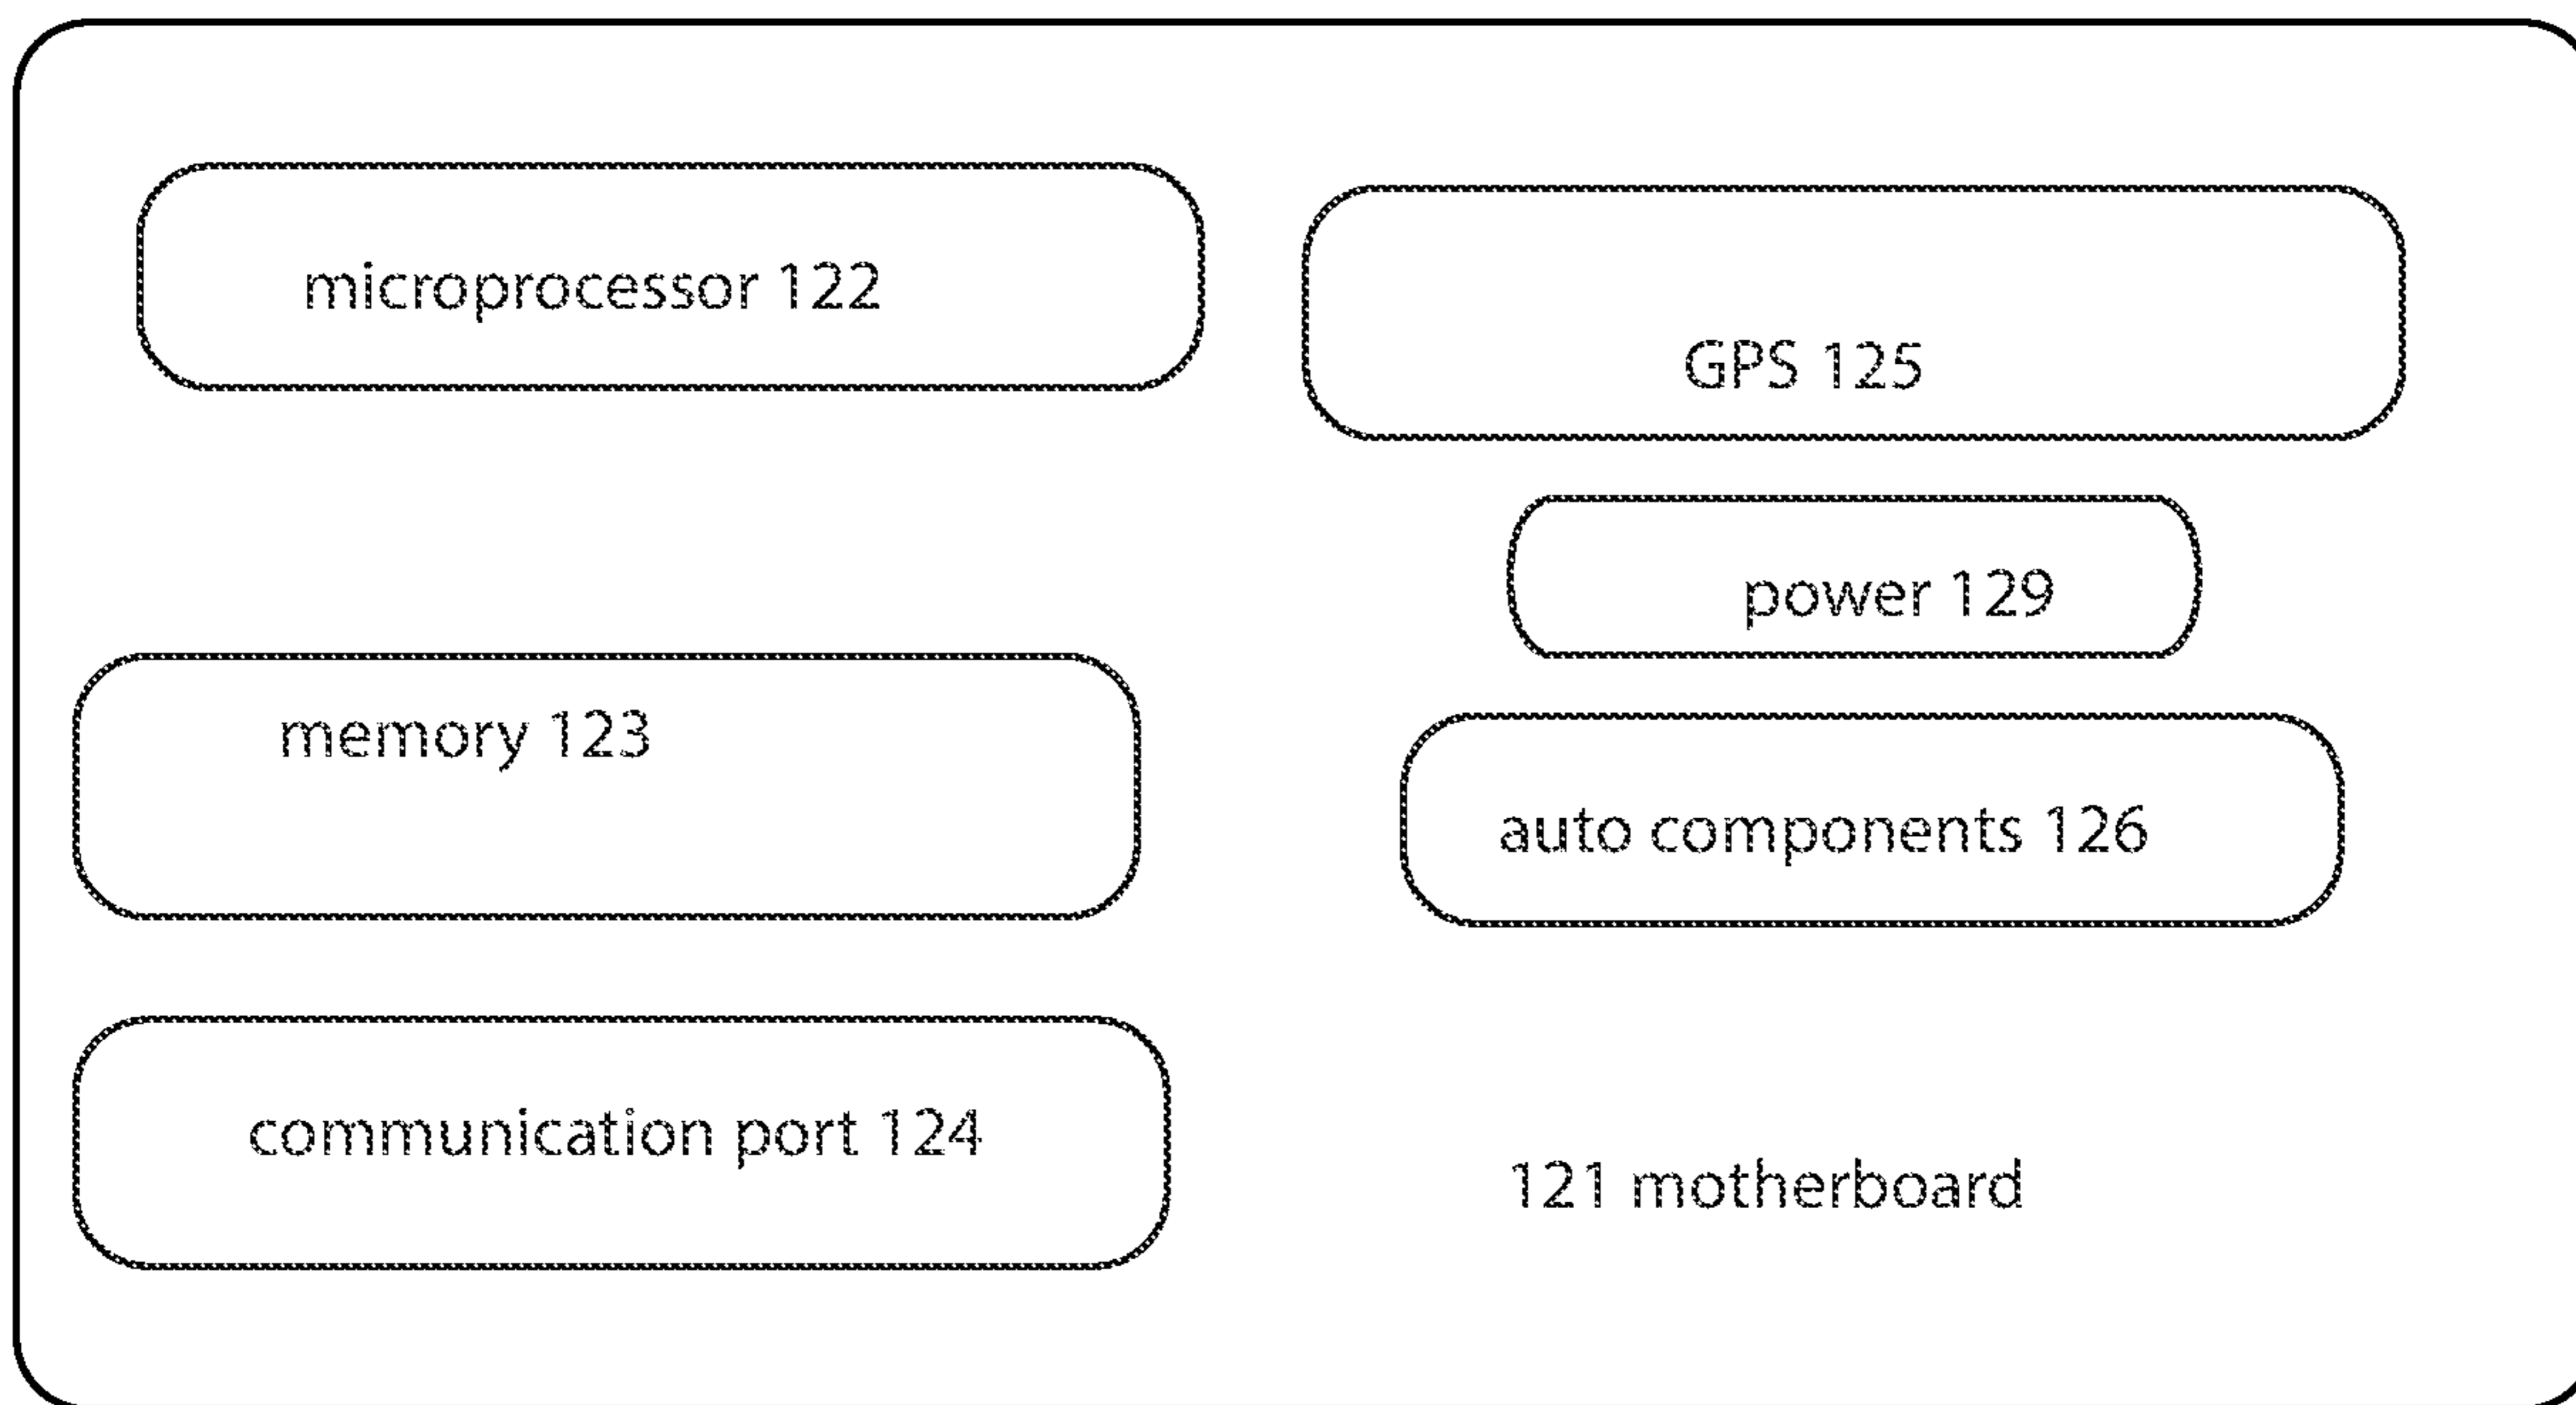 microprocessor 122
GPS 125
power 129
memory 123
auto components 126
communication port 124
121 motherboard